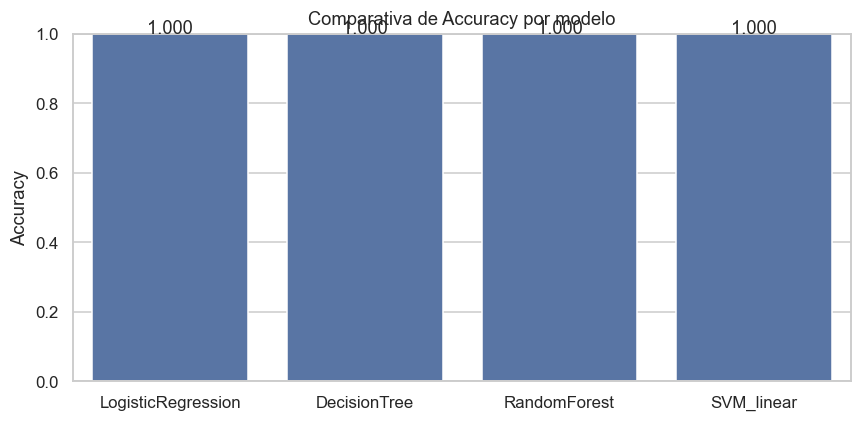 Comparativa de Accuracy por modelo
1.000 1.000 1.000 1.000
1.0
0.8
0.6
0.4
0.2
0.0
Accuracy
LogisticRegression DecisionTree RandomForest SVM_linear